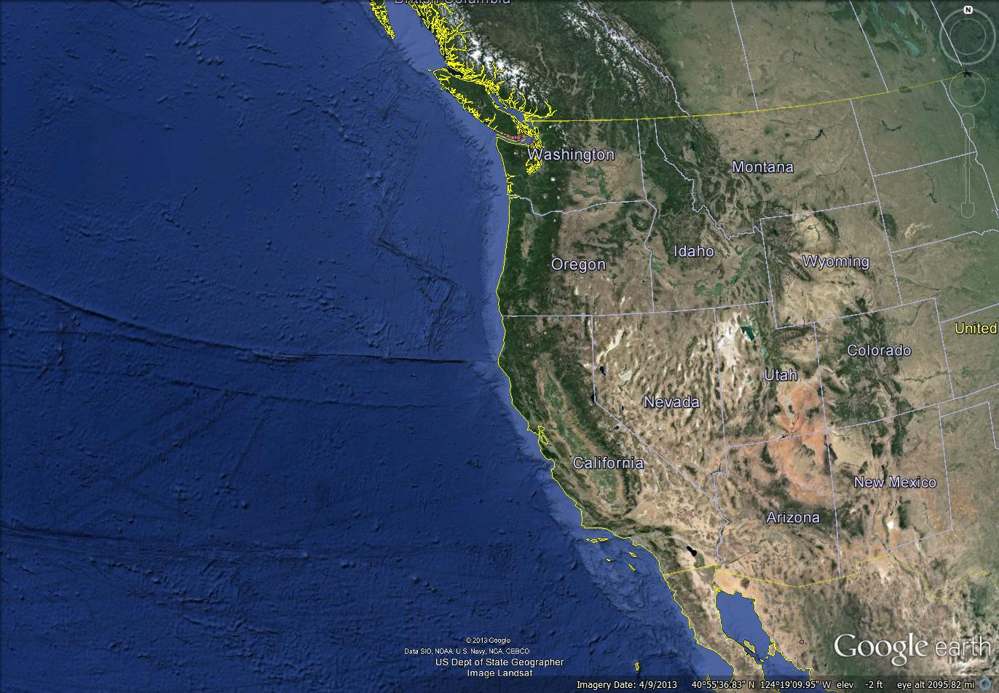 British Columbia
N
Washington
Montana
Oregon
Idaho
Wyoming
United
Colorado
Utah
Nevada
California
New Mexico
Arizona
© 2013 Google
Data SIO, NOAA, U.S. Navy, NGA, GEBCO
US Dept of State Geographer
Image Landsat
Google earth
Imagery Date: 4/9/2013 40°55'36.83" N 124°19'09.95" W elev -2 ft eye alt 2095.82 mi